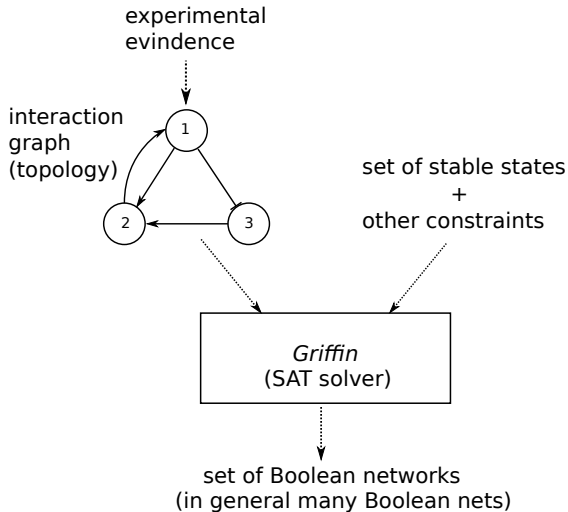 experimental
evindence
interaction
graph
(topology)
1
2
3
set of stable states
+
other constraints
Griffin
(SAT solver)
set of Boolean networks
(in general many Boolean nets)